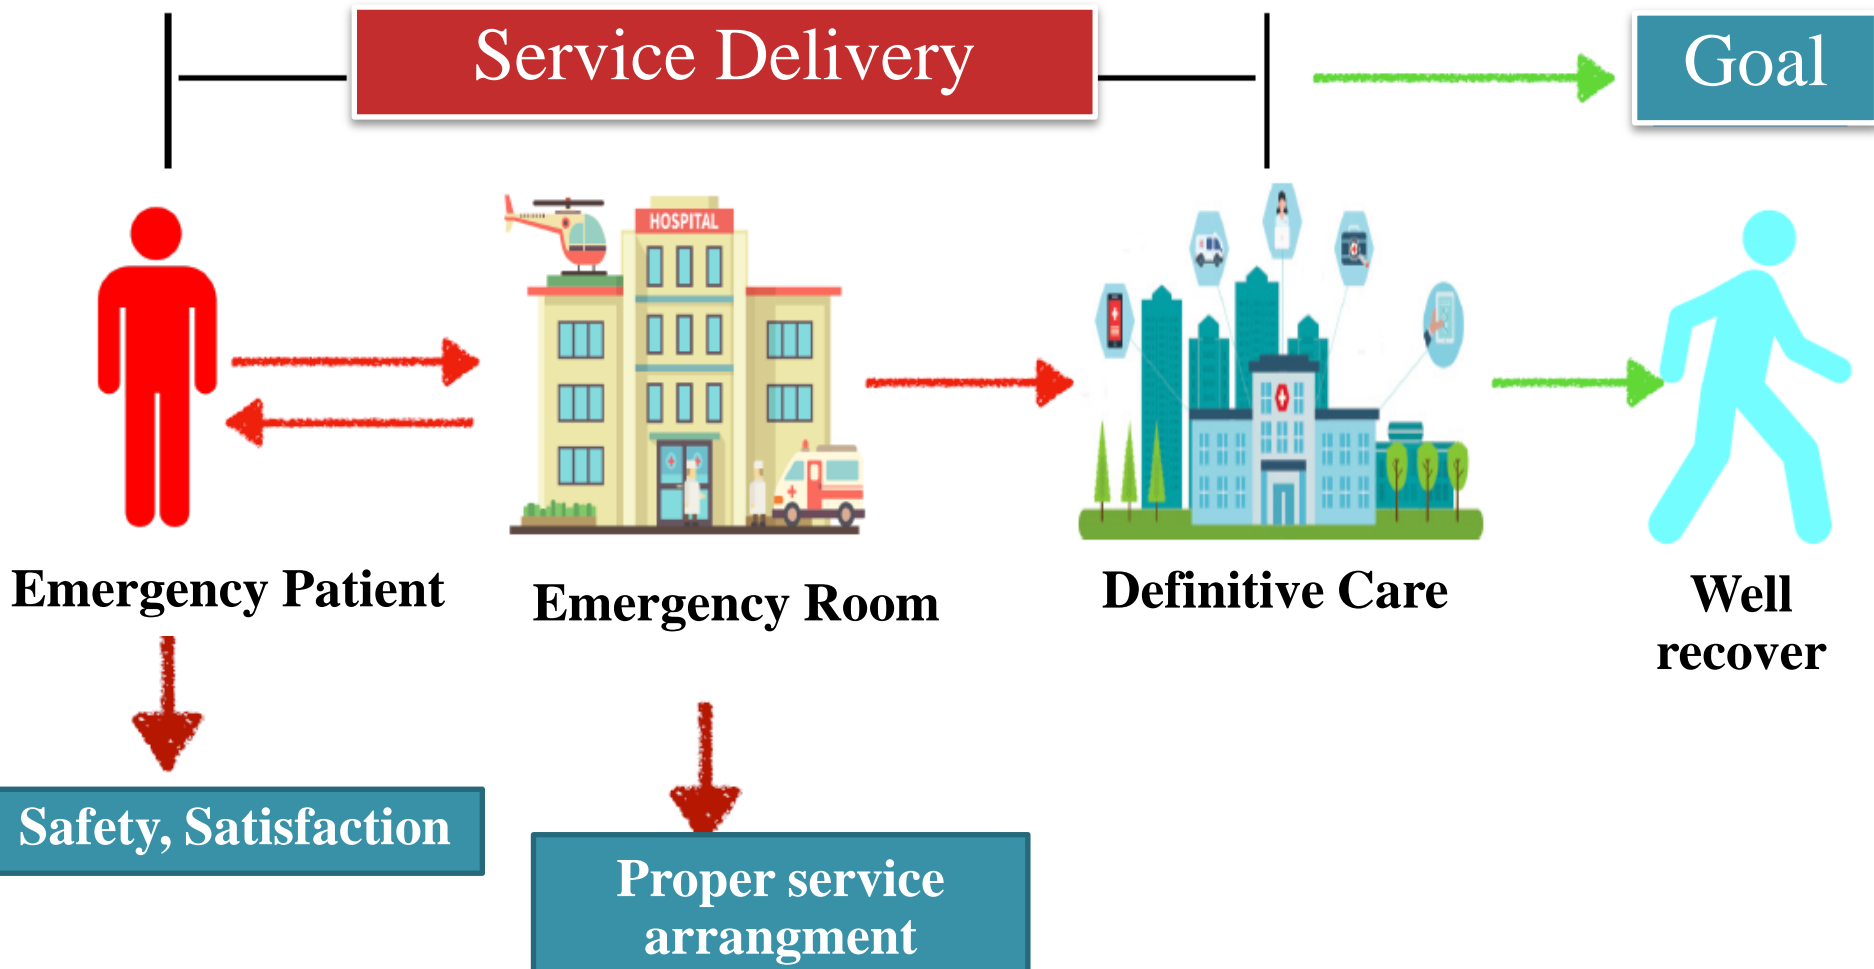 Service Delivery
Goal
HOSPITAL
Emergency Patient
Emergency Room
Definitive Care
Well
recover
Safety, Satisfaction
Proper service
arrangment